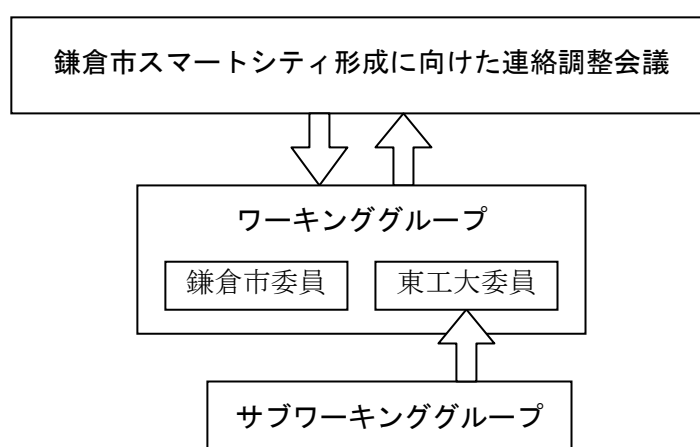 鎌倉市スマートシティ形成に向けた連絡調整会議
ワーキンググループ
鎌倉市委員
東工大委員
サブワーキンググループ